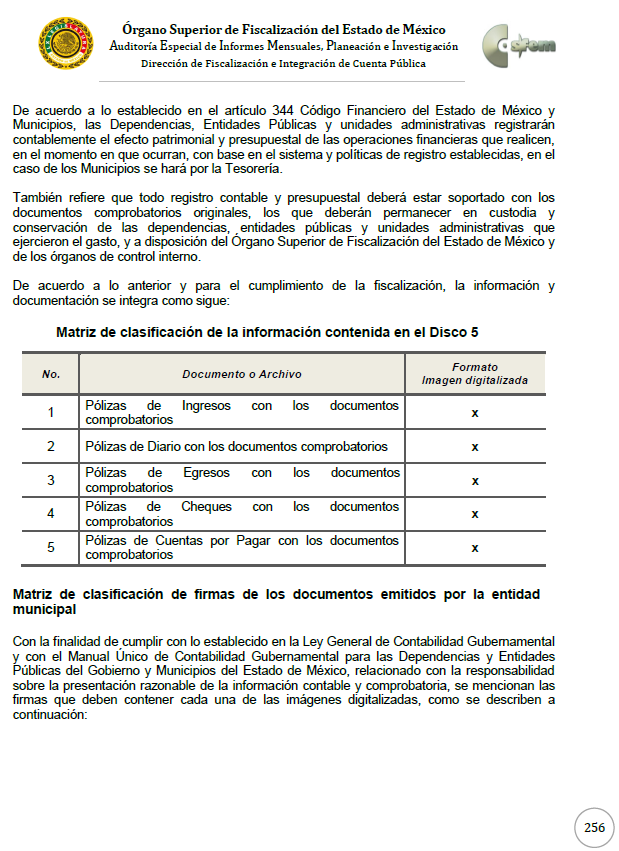 Órgano Superior de Fiscalización del Estado de México
Auditoría Especial de Informes Mensuales, Planeación e Investigación
Dirección de Fiscalización e Integración de Cuenta Pública
osfem
De acuerdo a lo establecido en el artículo 344 Código Financiero del Estado de México y
Municipios, las Dependencias, Entidades Públicas y unidades administrativas registrarán
contablemente el efecto patrimonial y presupuestal de las operaciones financieras que realicen,
en el momento en que ocurran, con base en el sistema y políticas de registro establecidas, en el
caso de los Municipios se hará por la Tesorería.
También refiere que todo registro contable y presupuestal deberá estar soportado con los
documentos comprobatorios originales, los que deberán permanecer en custodia y
conservación de las dependencias, entidades públicas y unidades administrativas que
ejercieron el gasto, y a disposición del Órgano Superior de Fiscalización del Estado de México y
de los órganos de control interno.
De acuerdo a lo anterior y para el cumplimiento de la fiscalización, la información y
documentación se integra como sigue:
Matriz de clasificación de la información contenida en el Disco 5
No. Documento o Archivo Formato
Imagen digitalizada
1 Pólizas de Ingresos con los documentos
comprobatorios x
2 Pólizas de Diario con los documentos comprobatorios x
3 Pólizas de Egresos con los documentos
comprobatorios x
4 Pólizas de Cheques con los documentos
comprobatorios x
5 Pólizas de Cuentas por Pagar con los documentos
comprobatorios x
Matriz de clasificación de firmas de los documentos emitidos por la entidad
municipal
Con la finalidad de cumplir con lo establecido en la Ley General de Contabilidad Gubernamental
y con el Manual Único de Contabilidad Gubernamental para las Dependencias y Entidades
Públicas del Gobierno y Municipios del Estado de México, relacionado con la responsabilidad
sobre la presentación razonable de la información contable y comprobatoria, se mencionan las
firmas que deben contener cada una de las imágenes digitalizadas, como se describen a
continuación:
256